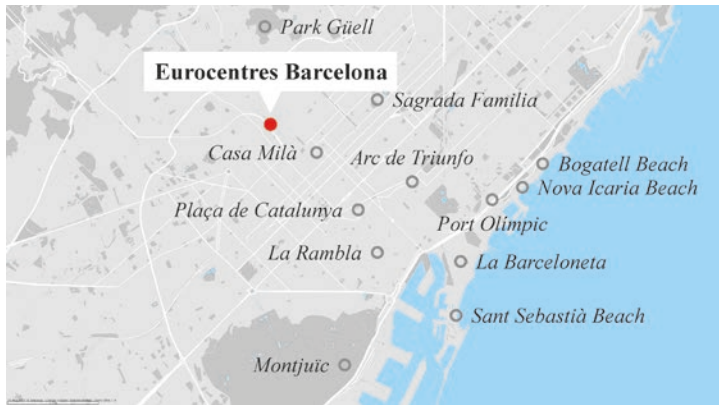 Park Güell
Eurocentres Barcelona
Sagrada Familia
Casa Milà
Arc de Triunfo
Bogatell Beach
Nova Icaria Beach
Plaça de Catalunya
Port Olímpic
La Rambla
La Barceloneta
Sant Sebastià Beach
Montjuïc